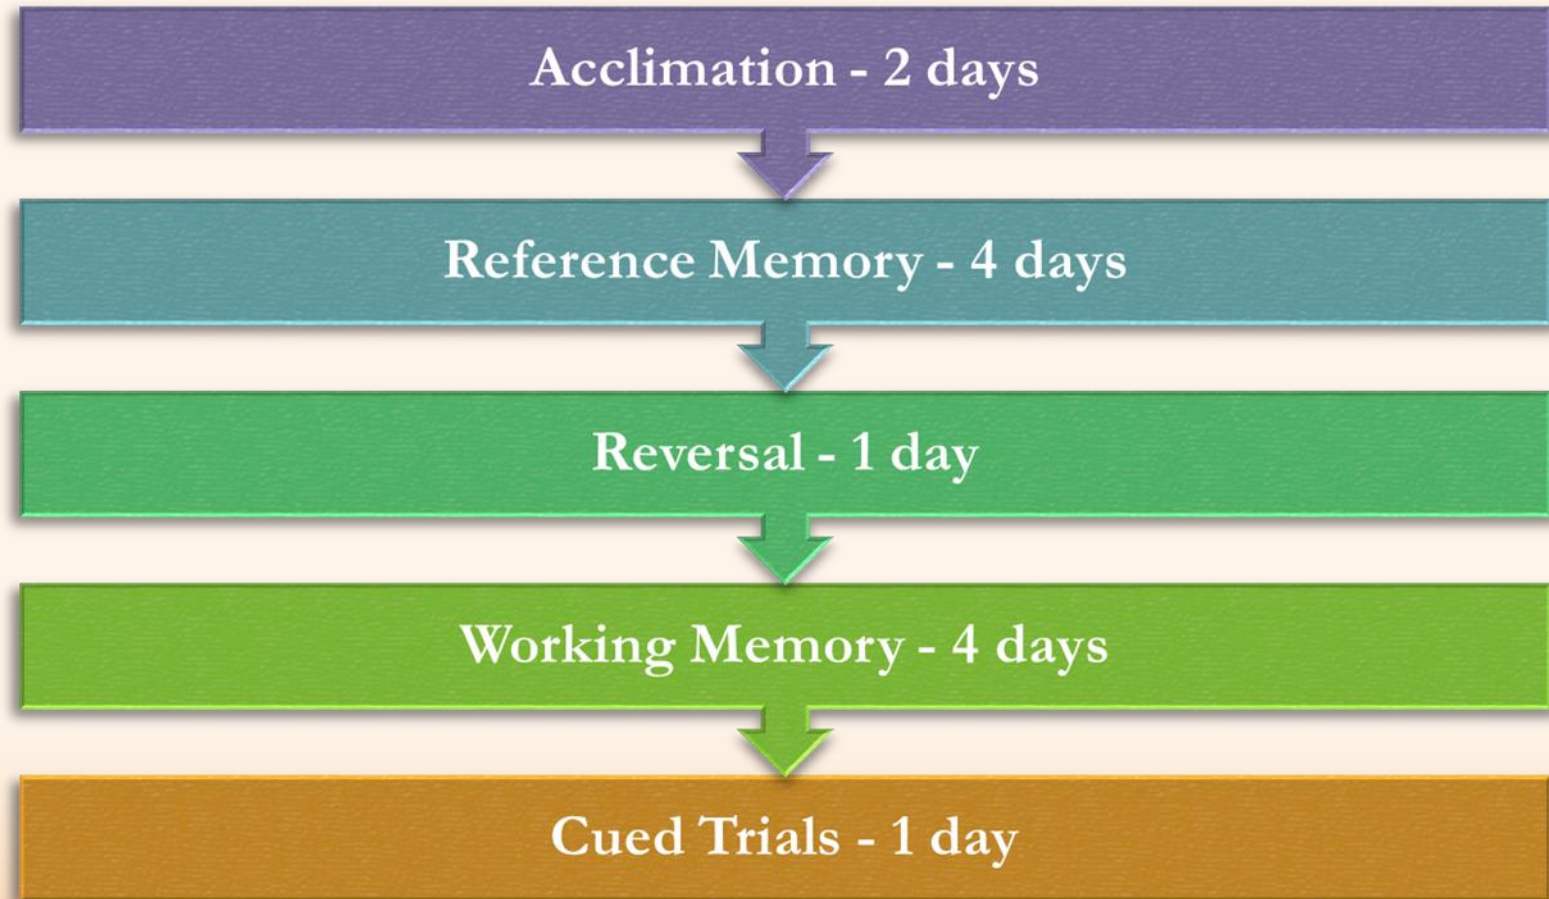 Acclimation - 2 days
Reference Memory - 4 days
Reversal - 1 day
Working Memory - 4 days
Cued Trials - 1 day